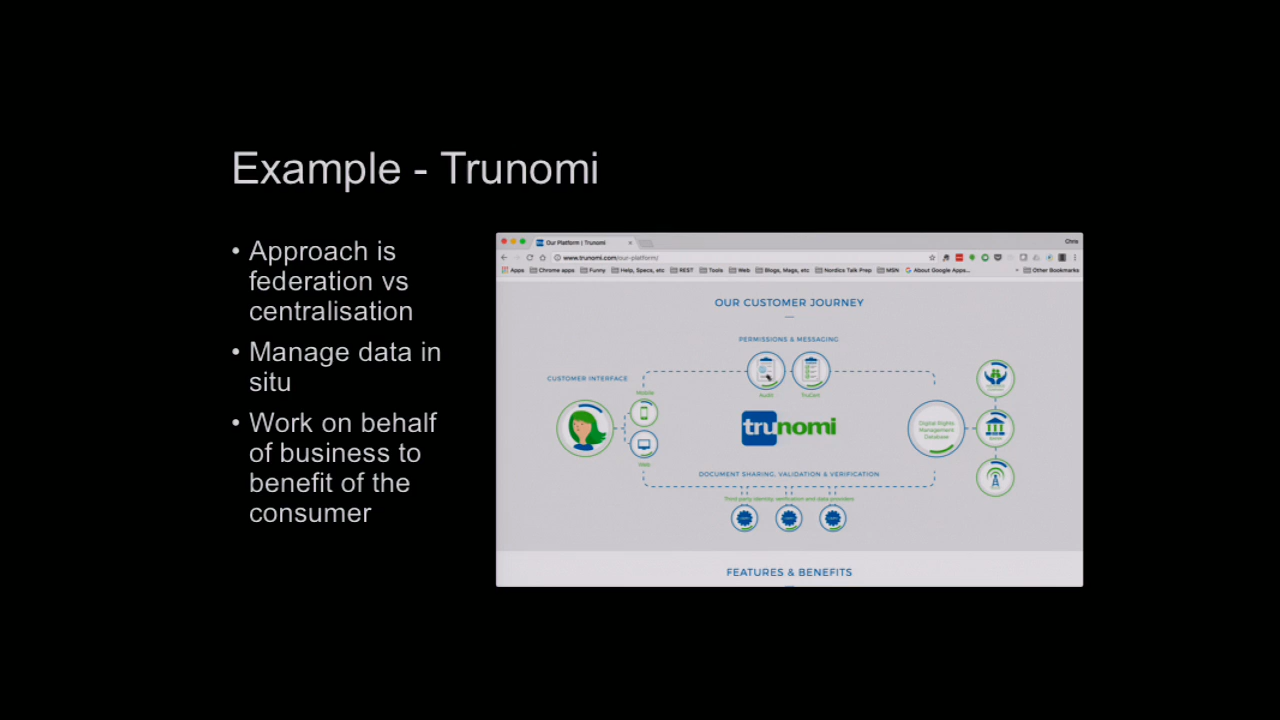 Example - Trunomi
• Approach is
federation vs
centralisation
• Manage data in
situ
• Work on behalf
of business to
benefit of the
consumer
Our Platform | Trunomi
Chris
www.trunomi.com/our-platform/
Apps Chrome apps Funny Help, Specs, etc REST Tools Web Blogs, Mags, etc Nordics Talk Prep MSN About Google Apps... Other Bookmarks
OUR CUSTOMER JOURNEY
PERMISSIONS & MESSAGING
CUSTOMER INTERFACE
Mobile
Audit TruCert
trunomi
Digital Rights
Management
Database
Web
DOCUMENT SHARING, VALIDATION & VERIFICATION
Third party identity verification and data providers
FEATURES & BENEFITS